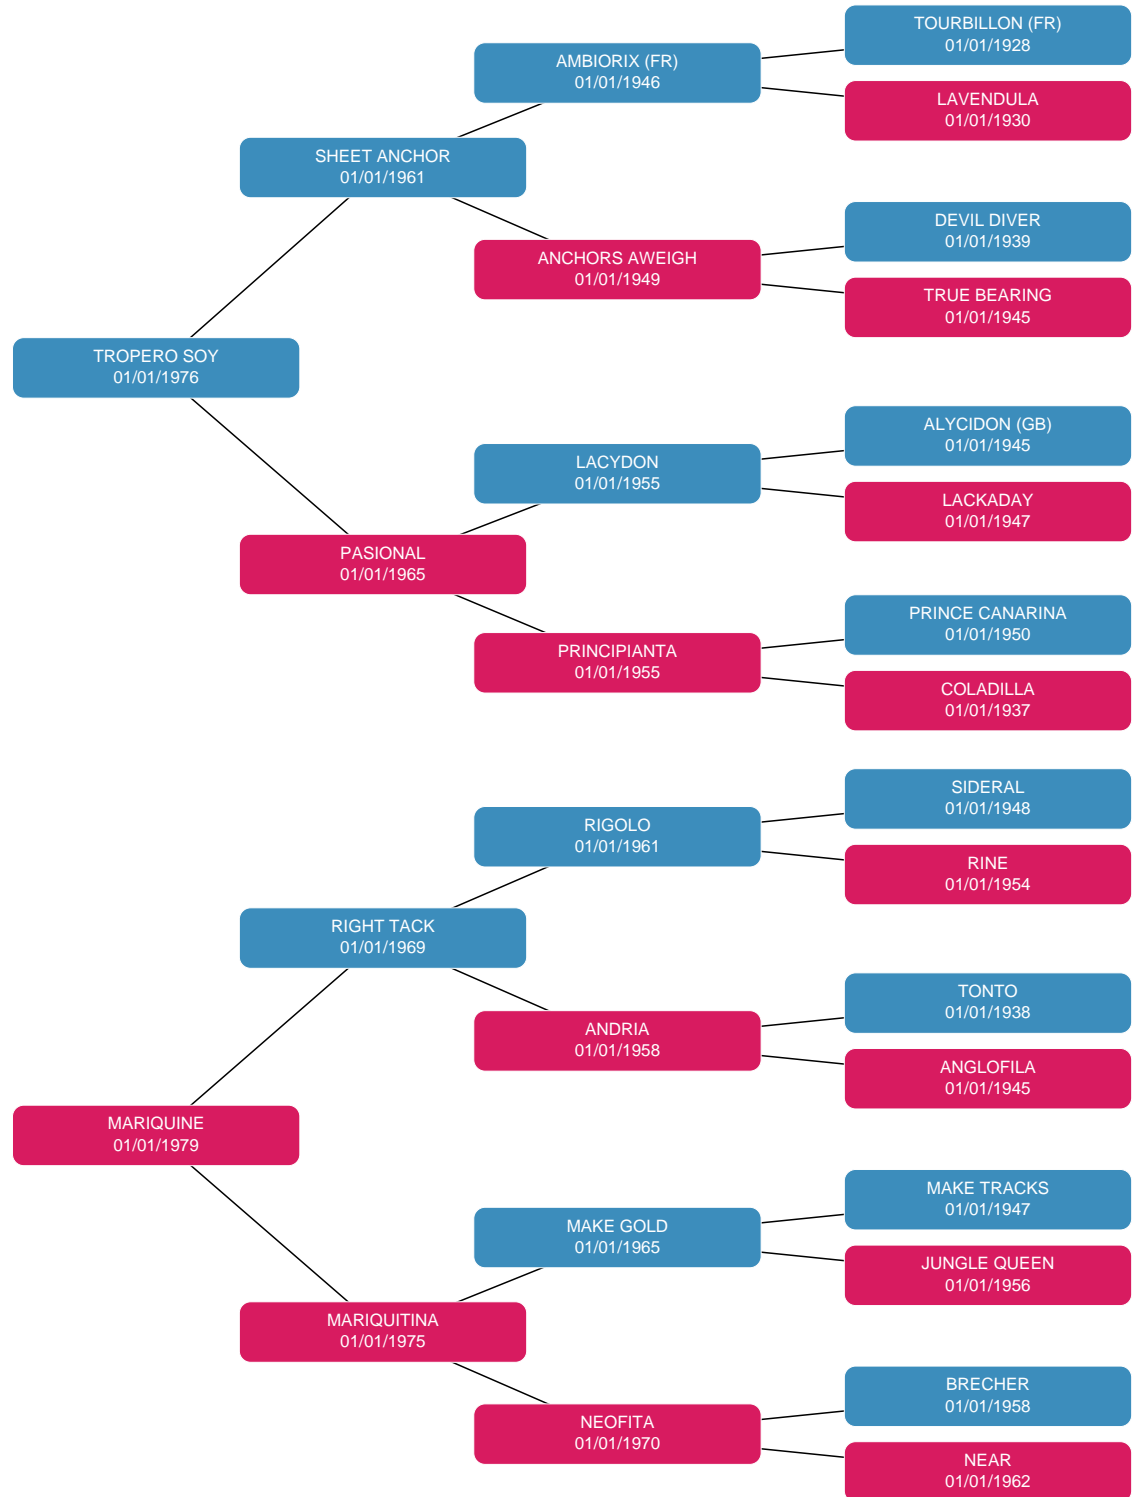 TOURBILLON (FR)
01/01/1928
AMBIORIX (FR)
01/01/1946
LAVENDULA
01/01/1930
SHEET ANCHOR
01/01/1961
DEVIL DIVER
01/01/1939
ANCHORS AWEIGH
01/01/1949
TRUE BEARING
01/01/1945
TROPERO SOY
01/01/1976
ALYCIDON (GB)
01/01/1945
LACYDON
01/01/1955
LACKADAY
01/01/1947
PASIONAL
01/01/1965
PRINCE CANARINA
01/01/1950
PRINCIPIANTA
01/01/1955
COLADILLA
01/01/1937
SIDERAL
01/01/1948
RIGOLO
01/01/1961
RINE
01/01/1954
RIGHT TACK
01/01/1969
TONTO
01/01/1938
ANDRIA
01/01/1958
ANGLOFILA
01/01/1945
MARIQUINE
01/01/1979
MAKE TRACKS
01/01/1947
MAKE GOLD
01/01/1965
JUNGLE QUEEN
01/01/1956
MARIQUITINA
01/01/1975
BRECHER
01/01/1958
NEOFITA
01/01/1970
NEAR
01/01/1962